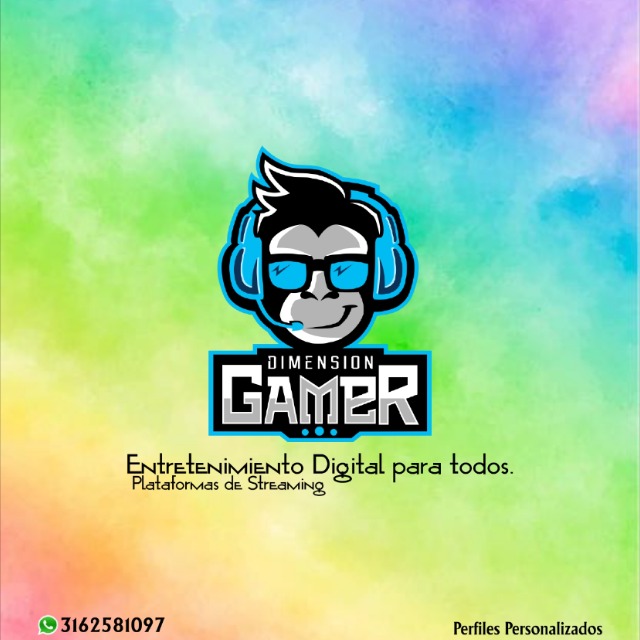 DIMENSION
GAMER
Entretenimiento Digital para todos.
Plataformas de Streaming
3162581097
Perfiles Personalizados